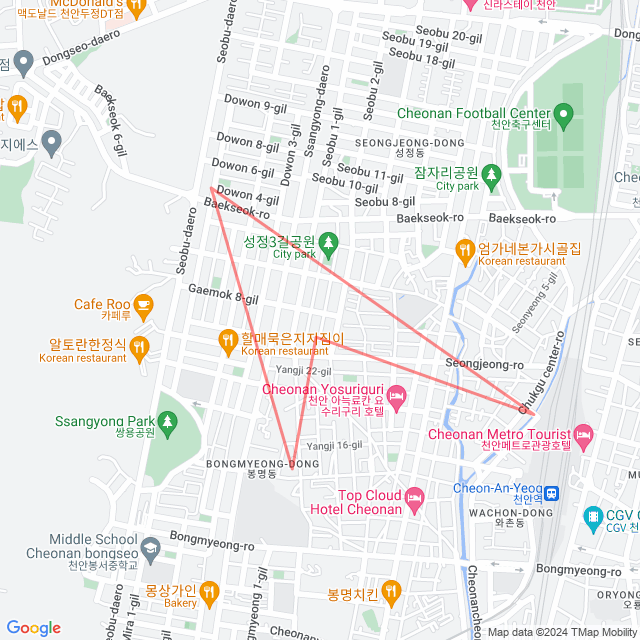 McDonald's
맥도날드 천안두정DT점
신라스테이 천안
Dongseo-daero
Seobu-daero
Seobu 20-gil
Seobu 19-gil
Seobu 18-gil
Seobu 2-gil
Ssangyong-daero
Baekseok 6-gil
Dowon 9-gil
Dowon 3-gil
Seobu 1-gil
Cheonan Football Center
천안축구센터
Dowon 8-gil
SEONGJEONG-DONG
성정동
지에스
Dowon 6-gil
Seobu 11-gil
Seobu 10-gil
잠자리공원
City park
Dowon 4-gil
Baekseok-ro
Seobu 8-gil
Baekseok-ro
Baekseok-ro
Seobu-daero
성정3길공원
City park
엄가네본가시골집
Korean restaurant
Gaemok 8-gil
Seonyeong 5-gil
Cafe Roo
카페루
알토란한정식
Korean restaurant
할매묵은지지짐이
Korean restaurant
Seongjeong-ro
Chukgu center-ro
Yangji 22-gil
Cheonan Yosuriguri
천안 아늑료칸 요
수리구리 호텔
Ssangyong Park
쌍용공원
Yangji 16-gil
Cheonan Metro Tourist
천안메트로관광호텔
BONGMYEONG-DONG
봉명동
Top Cloud
Hotel Cheonan
Cheon-An-Yeog
천안역
WACHON-DONG
와촌동
Middle School
Cheonan bongseo
천안봉서중학교
Bongmyeong-ro
Bongmyeong-ro
몽상가인
Bakery
봉명치킨
Seobu-daero
Mira 1-gil
Bongmyeong 1-gil
Cheonan
Google
Map data ©2024 TMap Mobility